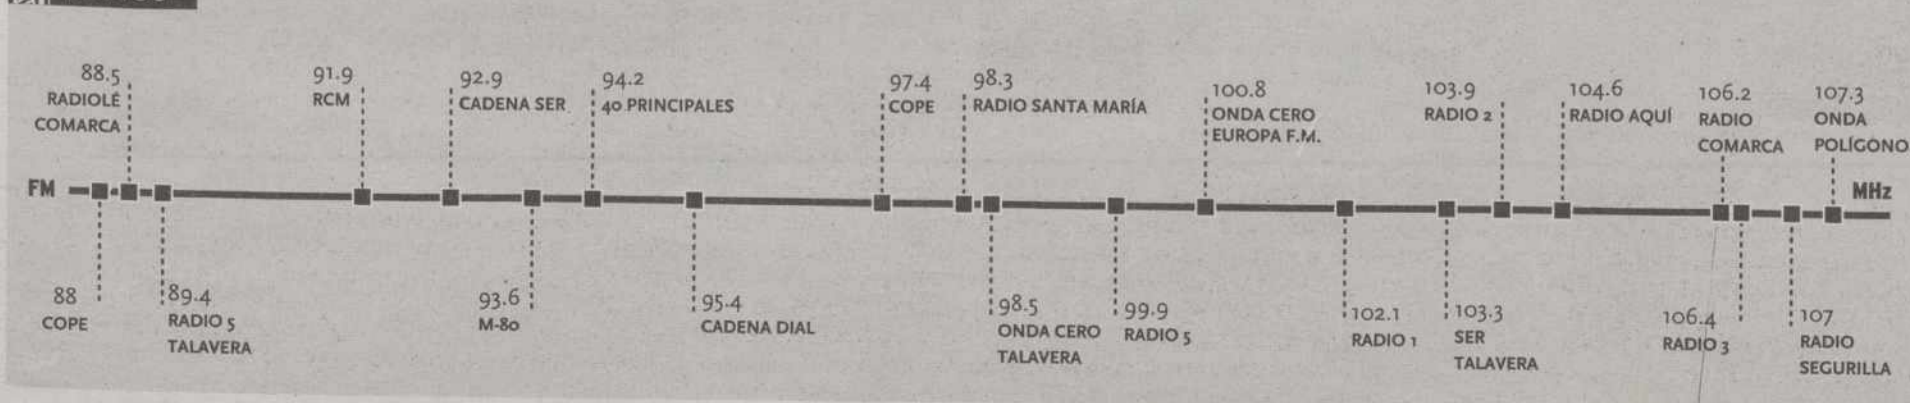 88.5
RADIOLÉ
COMARCA
91.9
RCM
92.9
CADENA SER
94.2
40 PRINCIPALES
97.4
COPE
98.3
RADIO SANTA MARÍA
100.8
ONDA CERO
EUROPA F.M.
103.9
RADIO 2
104.6
RADIO AQUÍ
106.2
RADIO
COMARCA
107.3
ONDA
POLÍGONO
FM
MHz
88
COPE
89.4
RADIO 5
TALAVERA
93.6
M-80
95.4
CADENA DIAL
98.5
ONDA CERO
TALAVERA
99.9
RADIO 5
102.1
RADIO 1
103.3
SER
TALAVERA
106.4
RADIO 3
107
RADIO
SEGURILLA